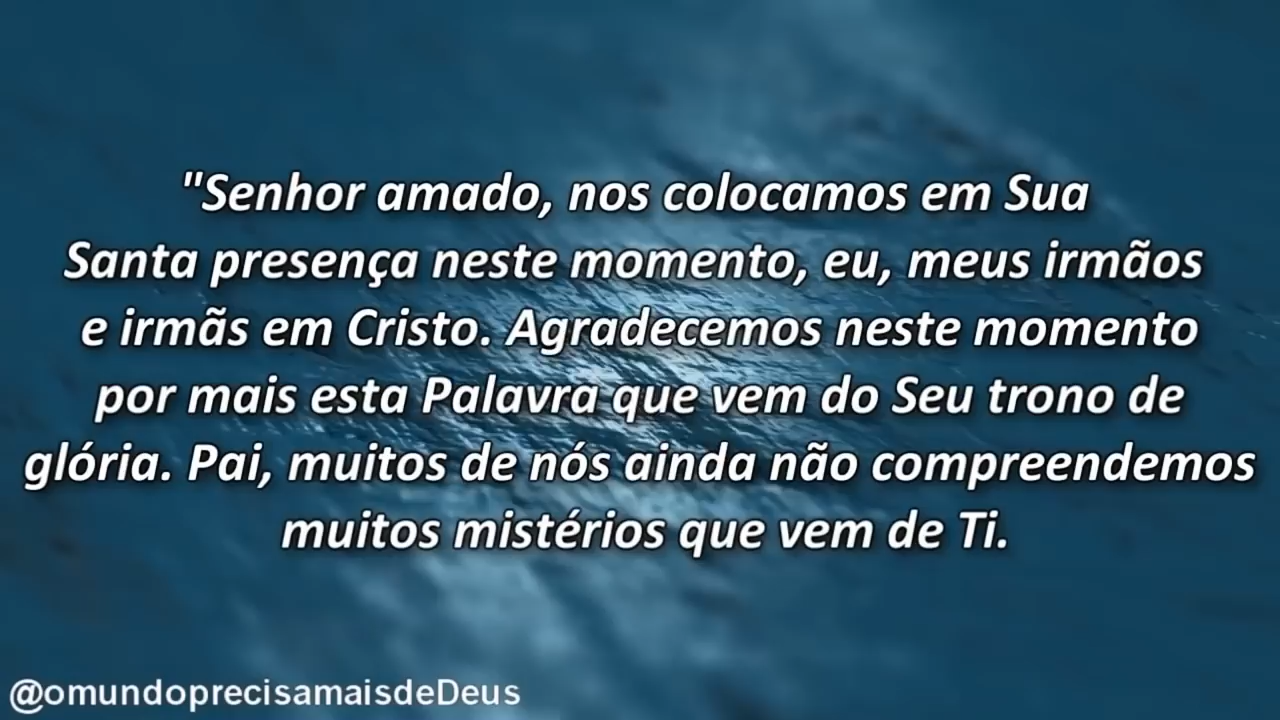 "Senhor amado, nos colocamos em Sua
Santa presença neste momento, eu, meus irmãos
e irmãs em Cristo. Agradecemos neste momento
por mais esta Palavra que vem do Seu trono de
glória. Pai, muitos de nós ainda não compreendemos
muitos mistérios que vem de Ti.
@omundoprecisamaisdeDeus